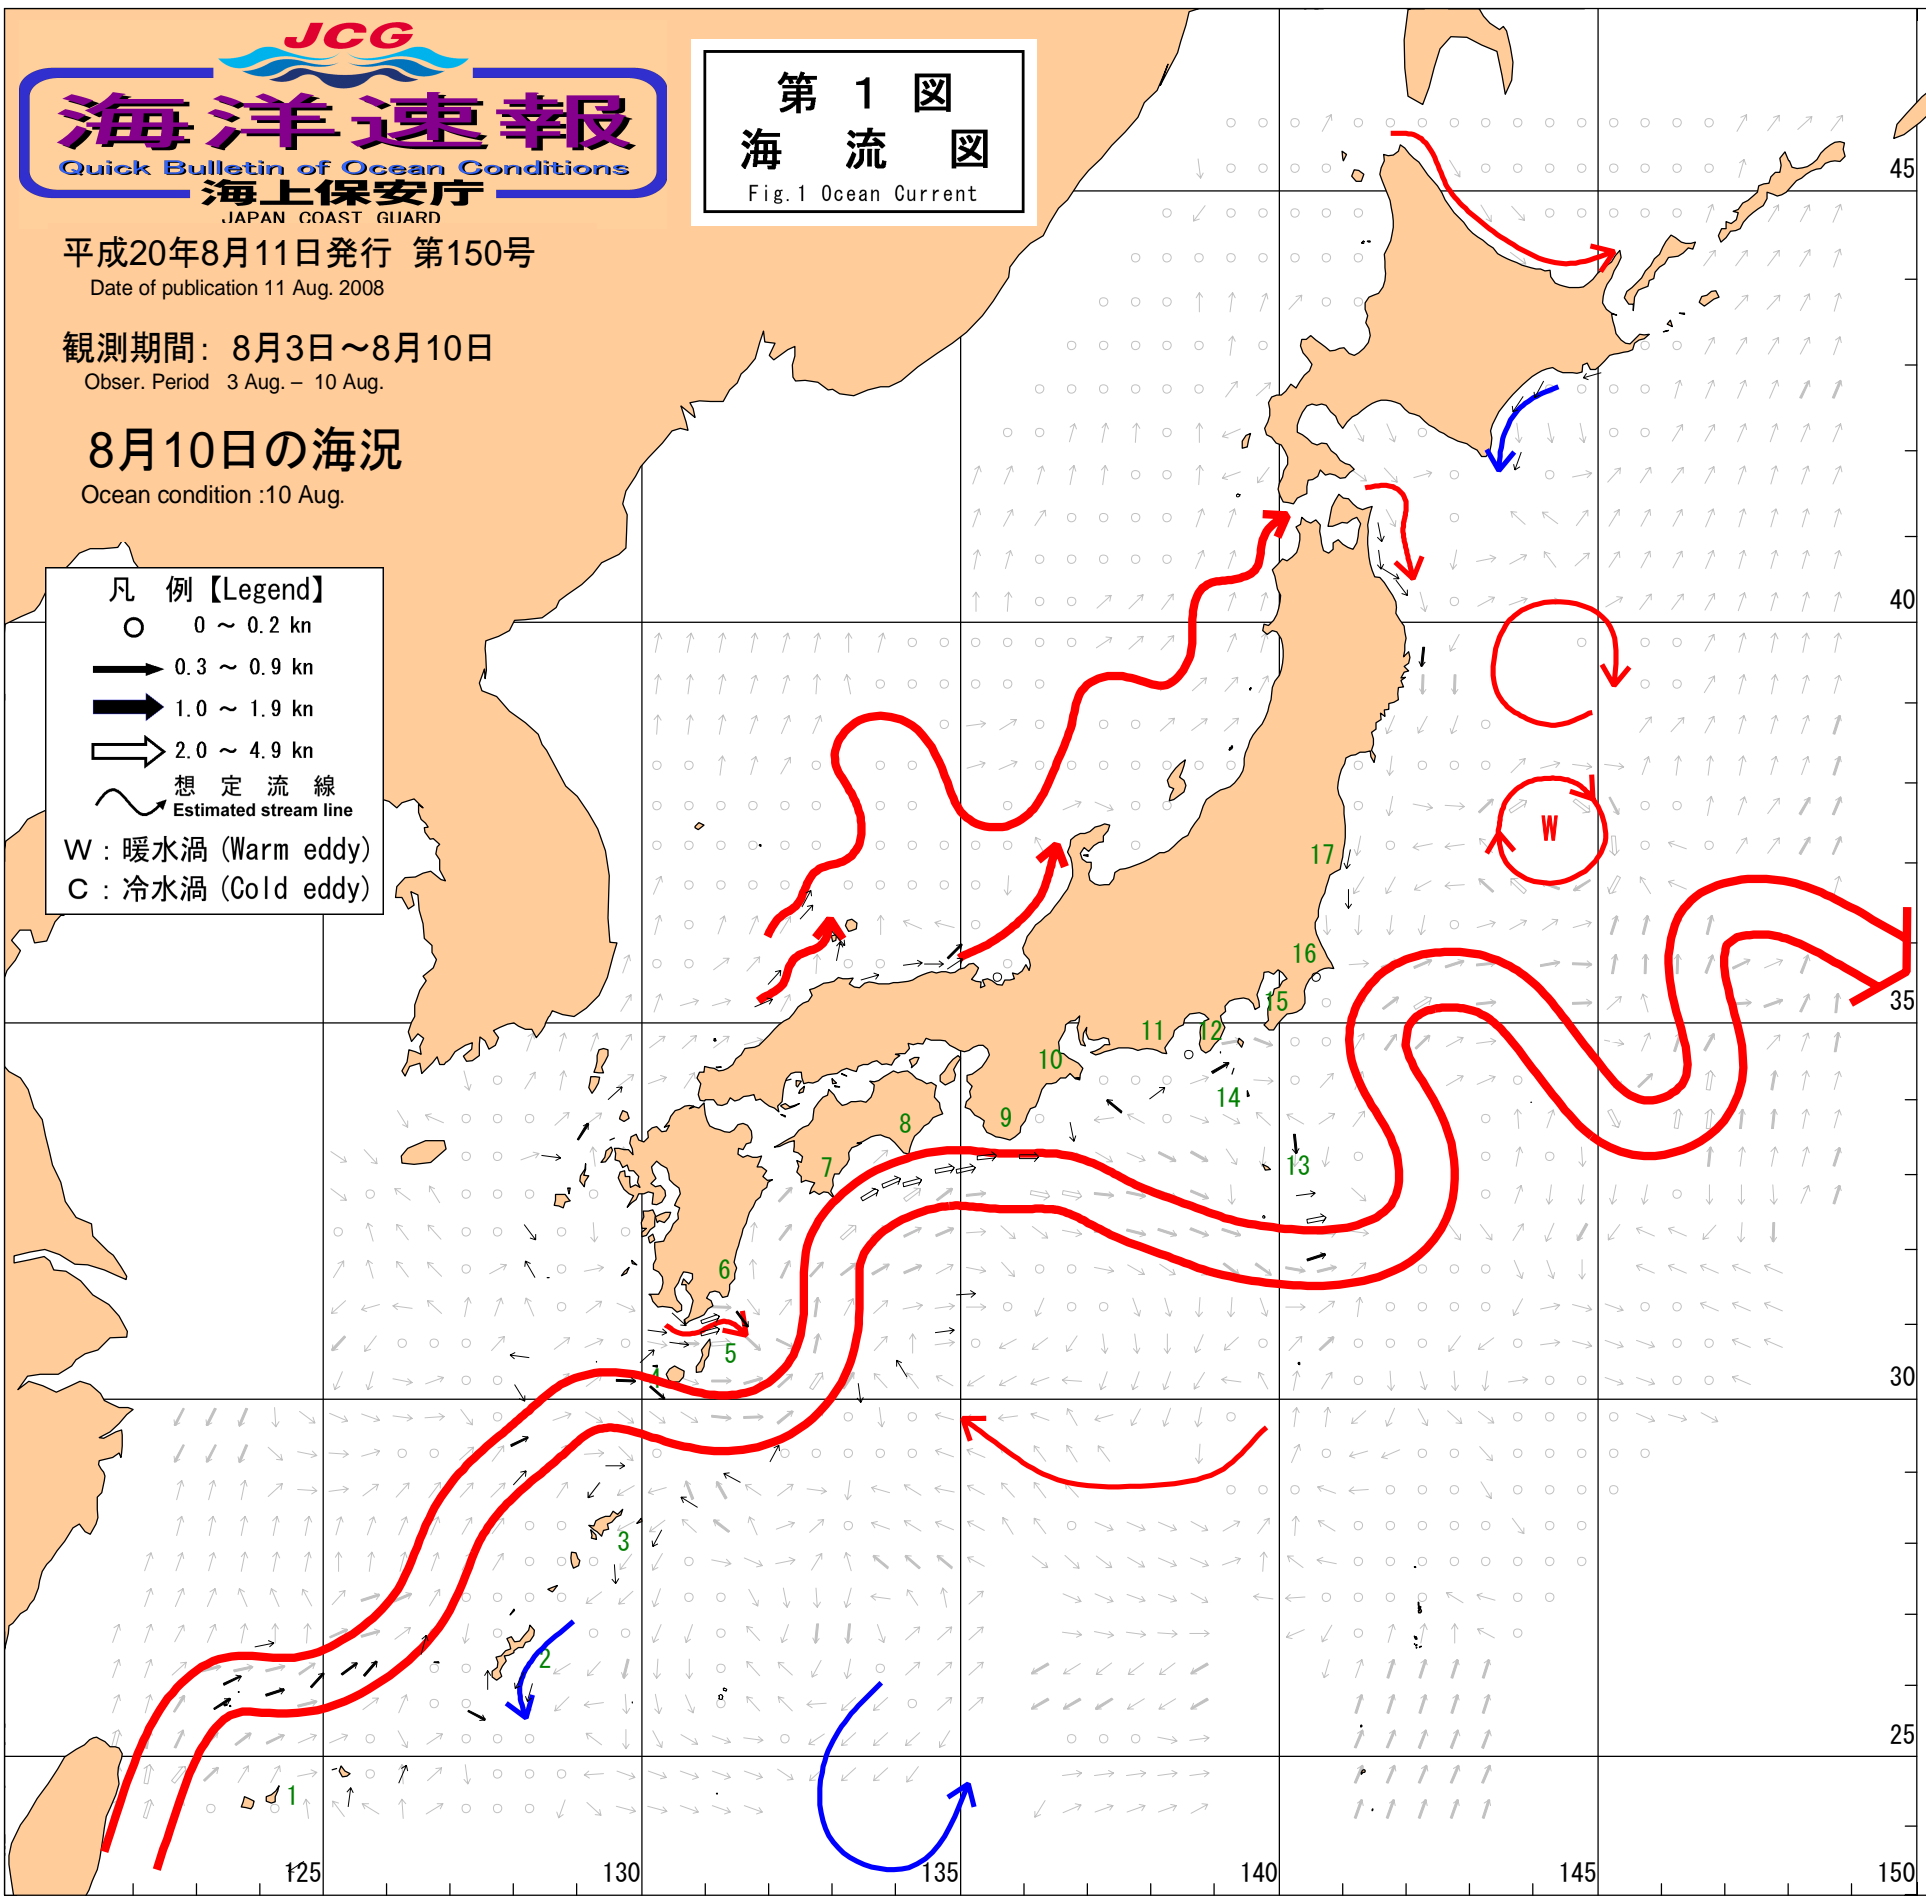 JCG
海洋速報
Quick Bulletin of Ocean Conditions
海上保安庁
JAPAN COAST GUARD
平成20年8月11日発行 第150号
Date of publication 11 Aug. 2008
観測期間: 8月3日～8月10日
Obser. Period 3 Aug. – 10 Aug.
8月10日の海況
Ocean condition :10 Aug.
第 1 図
海 流 図
Fig.1 Ocean Current
凡 例【Legend】
0 ～ 0.2 kn
0.3 ～ 0.9 kn
1.0 ～ 1.9 kn
2.0 ～ 4.9 kn
想 定 流 線
Estimated stream line
W : 暖水渦 (Warm eddy)
C : 冷水渦 (Cold eddy)
45
40
W
17
16
35
15
11
12
10
14
9
8
7
13
6
5
4
30
3
2
25
1
125
130
135
140
145
150